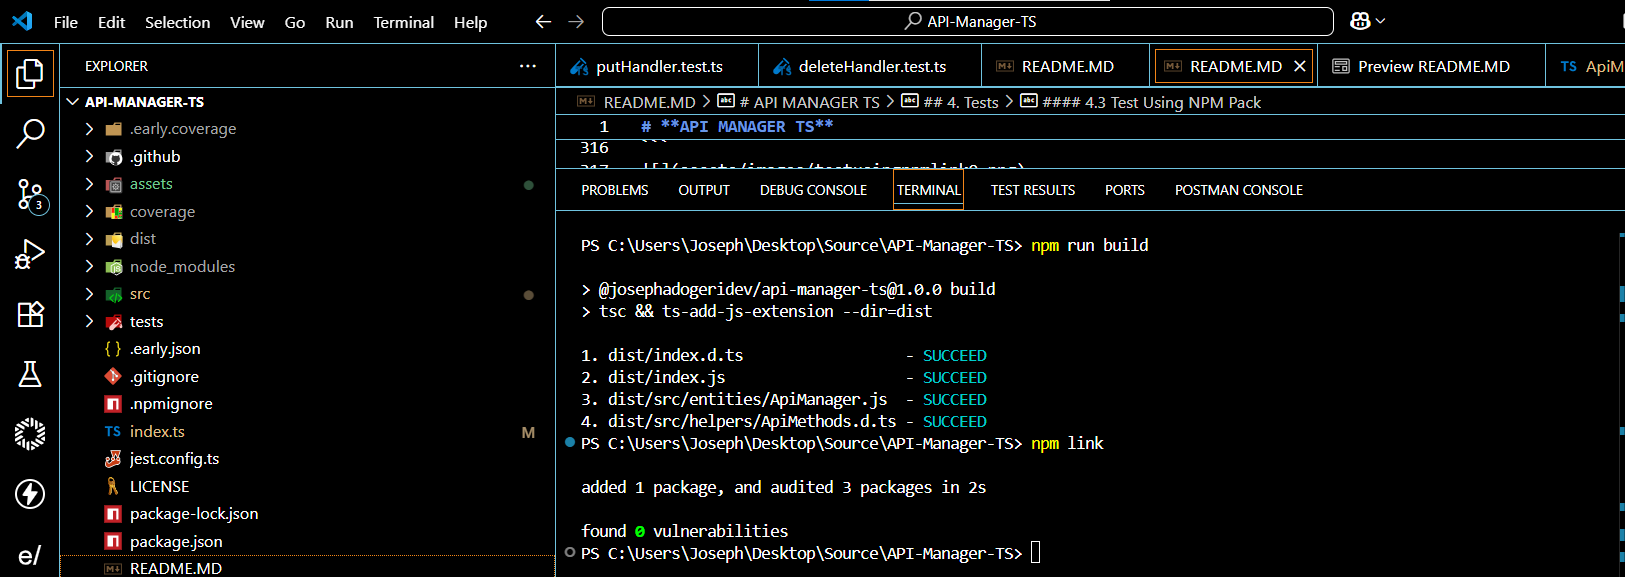 File Edit Selection View Go Run Terminal Help
API-Manager-TS
EXPLORER
API-MANAGER-TS
.early.coverage
.github
assets
coverage
dist
node_modules
src
tests
.early.json
.gitignore
.npmignore
TS index.ts M
jest.config.ts
LICENSE
package-lock.json
package.json
README.MD
3
e/
putHandler.test.ts deleteHandler.test.ts README.MD README.MD Preview README.MD TS ApiM
README.MD > # API MANAGER TS > ## 4. Tests > #### 4.3 Test Using NPM Pack
1 # **API MANAGER TS**
316 ```
PROBLEMS OUTPUT DEBUG CONSOLE TERMINAL TEST RESULTS PORTS POSTMAN CONSOLE
PS C:\Users\Joseph\Desktop\Source\API-Manager-TS> npm run build
> @josephadogeridev/api-manager-ts@1.0.0 build
> tsc && ts-add-js-extension --dir=dist
1. dist/index.d.ts - SUCCEED
2. dist/index.js - SUCCEED
3. dist/src/entities/ApiManager.js - SUCCEED
4. dist/src/helpers/ApiMethods.d.ts - SUCCEED
PS C:\Users\Joseph\Desktop\Source\API-Manager-TS> npm link
added 1 package, and audited 3 packages in 2s
found 0 vulnerabilities
PS C:\Users\Joseph\Desktop\Source\API-Manager-TS>